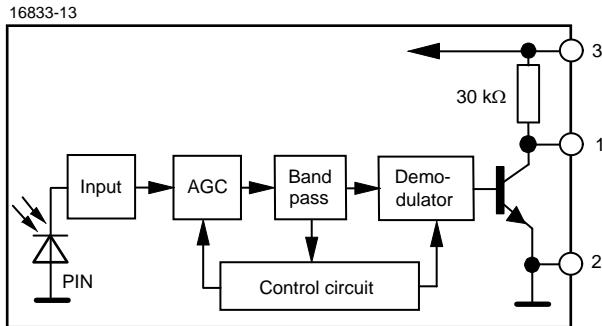 16833-13
3
30 kΩ
1
Input
AGC
Band
pass
Demo-
dulator
2
PIN
Control circuit